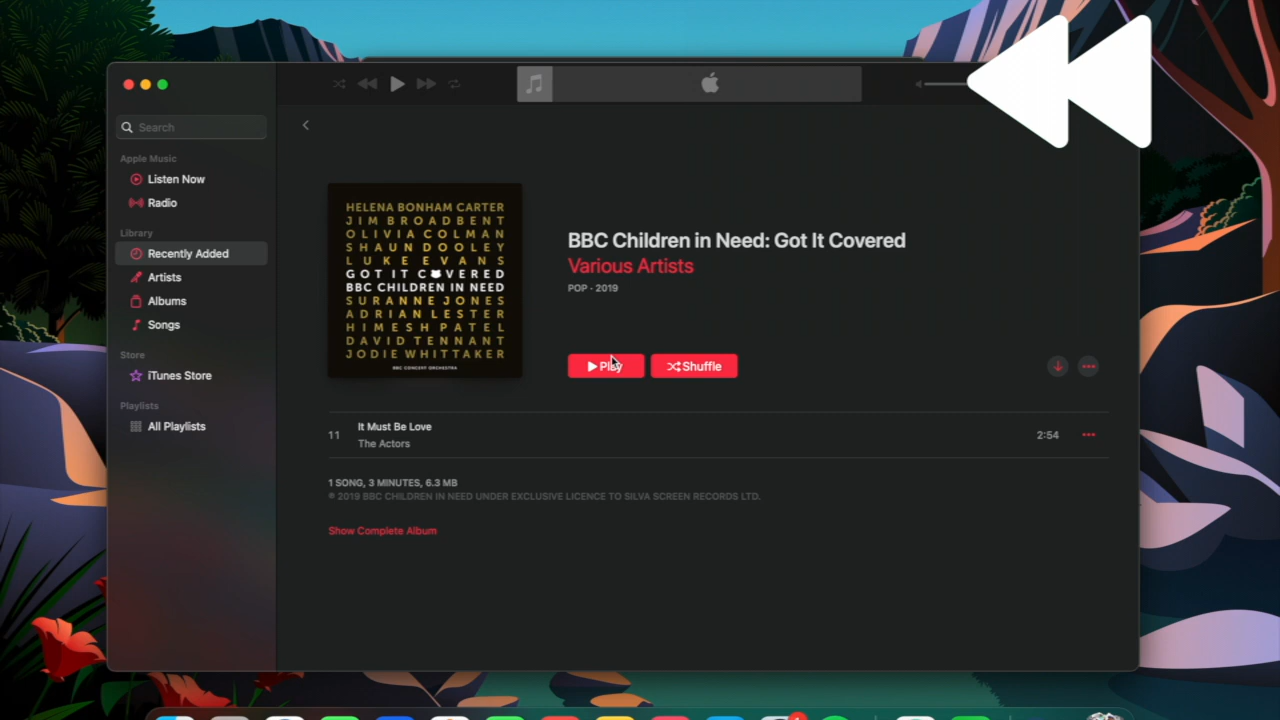 Search
Apple Music
Listen Now
Radio
Library
Recently Added
Artists
Albums
Songs
Store
iTunes Store
Playlists
All Playlists
HELENA BONHAM CARTER
JIM BROADBENT
OLIVIA COLMAN
SHAUN DOOLEY
LUKE EVANS
GOT IT COVERED
BBC CHILDREN IN NEED
SURANNE JONES
ADRIAN LESTER
HIMESH PATEL
DAVID TENNANT
JODIE WHITTAKER
BBC CONCERT ORCHESTRA
BBC Children in Need: Got It Covered
Various Artists
POP · 2019
Play
Shuffle
11
It Must Be Love
The Actors
2:54
1 SONG, 3 MINUTES, 6.3 MB
℗ 2019 BBC CHILDREN IN NEED UNDER EXCLUSIVE LICENCE TO SILVA SCREEN RECORDS LTD.
Show Complete Album